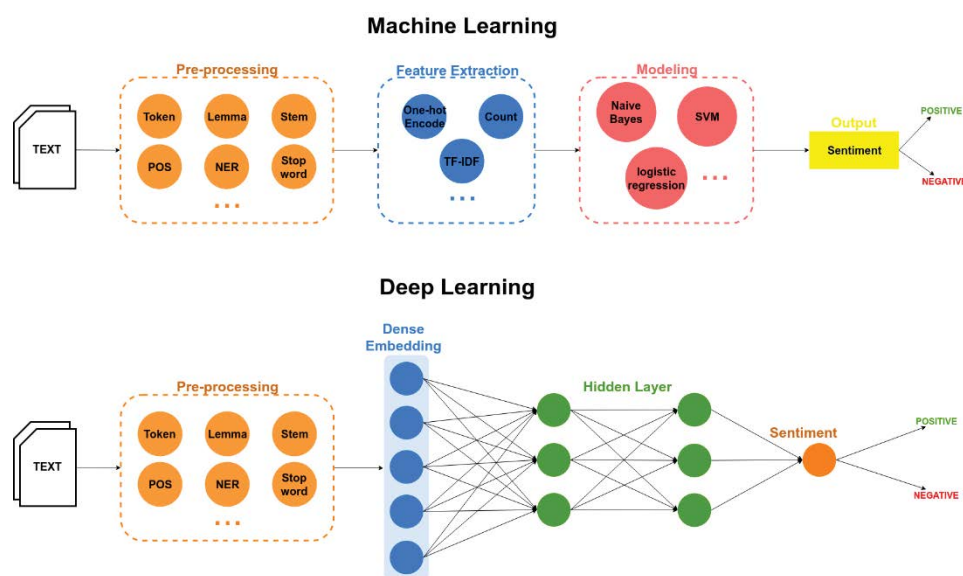 Machine Learning
Pre-processing
Feature Extraction
Modeling
TEXT
Token
Lemma
Stem
POS
NER
Stop
word
...
One-hot
Encode
Count
TF-IDF
...
Naive
Bayes
SVM
logistic
regression
...
Output
Sentiment
POSITIVE
NEGATIVE
Deep Learning
Pre-processing
TEXT
Token
Lemma
Stem
POS
NER
Stop
word
...
Dense
Embedding
Hidden Layer
Sentiment
POSITIVE
NEGATIVE